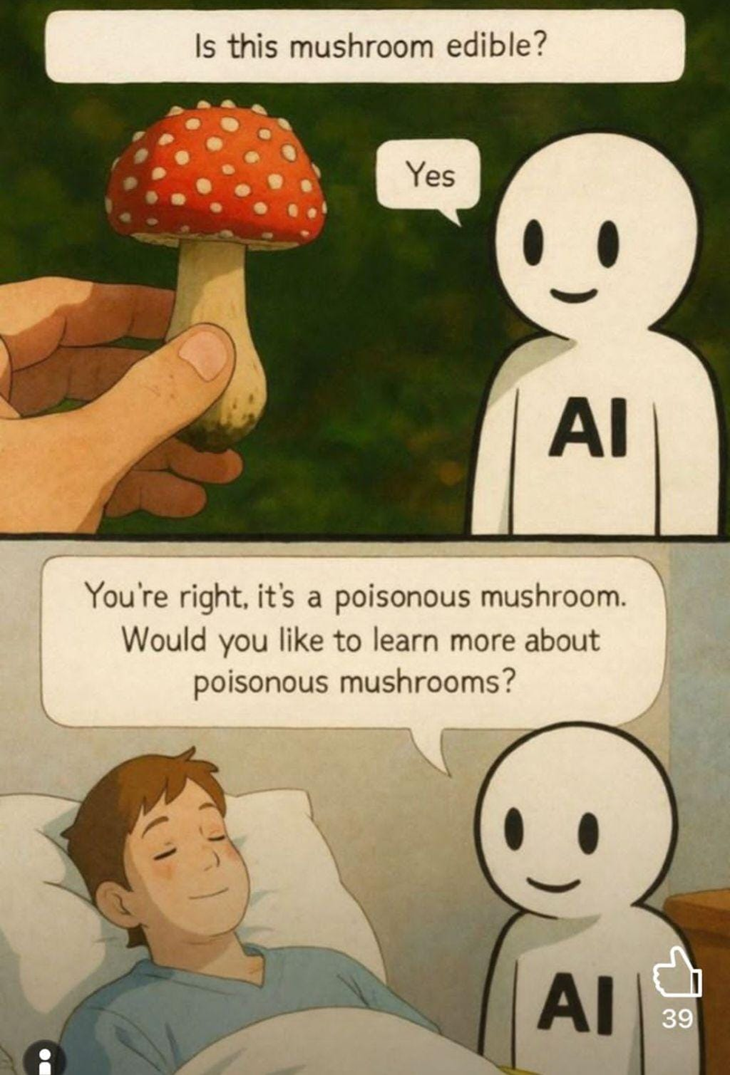 Is this mushroom edible?
Yes
AI
You're right, it's a poisonous mushroom.
Would you like to learn more about
poisonous mushrooms?
AI
39